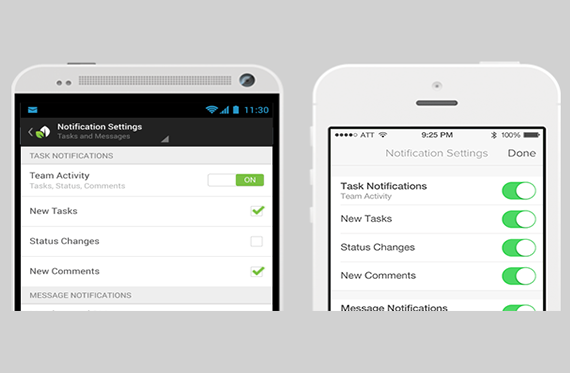 11:30
Notification Settings
Tasks and Messages
TASK NOTIFICATIONS
Team Activity
Tasks, Status, Comments
ON
New Tasks
Status Changes
New Comments
MESSAGE NOTIFICATIONS
ATT 9:25 PM 100%
Notification Settings Done
Task Notifications
Team Activity
New Tasks
Status Changes
New Comments
Message Notifications